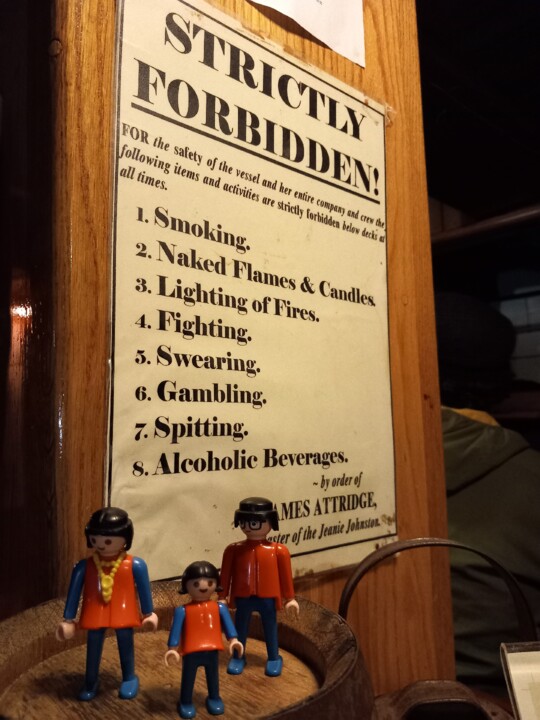 STRICTLY
FORBIDDEN!
FOR the safety of the vessel and her entire company and crew the
following items and activities are strictly forbidden below decks at
all times.
1. Smoking.
2. Naked Flames & Candles.
3. Lighting of Fires.
4. Fighting.
5. Swearing.
6. Gambling.
7. Spitting.
8. Alcoholic Beverages.
~ by order of
AMES ATTRIDGE,
aster of the Jeanie Johnston.